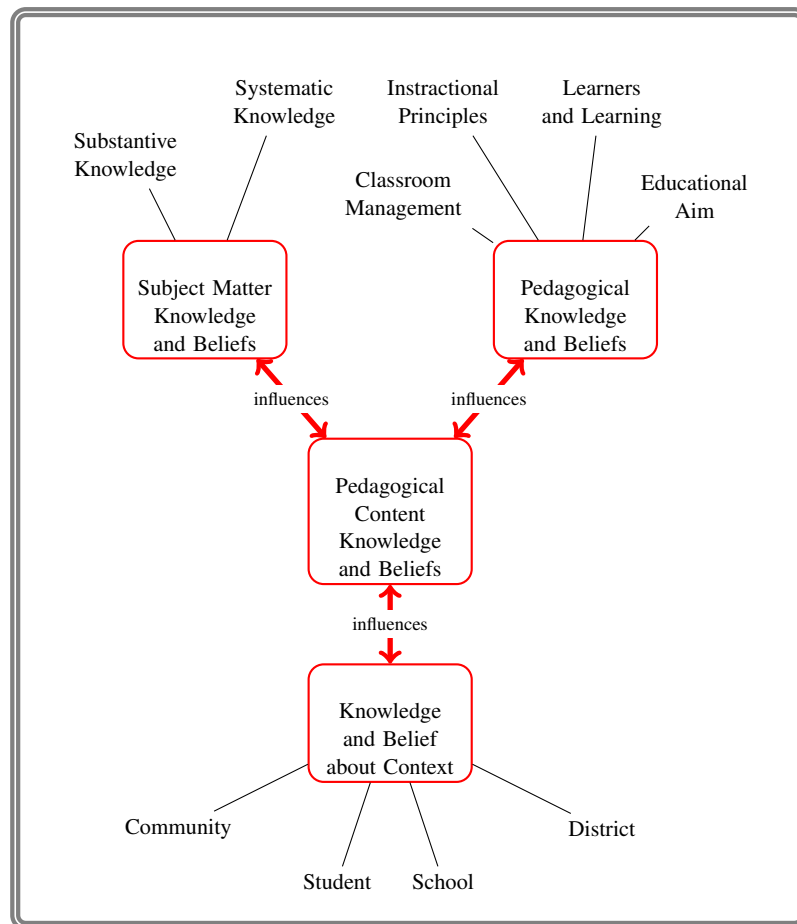 Systematic
Knowledge
Instractional
Principles
Learners
and Learning
Substantive
Knowledge
Classroom
Management
Educational
Aim
Subject Matter
Knowledge
and Beliefs
Pedagogical
Knowledge
and Beliefs
influences
influences
Pedagogical
Content
Knowledge
and Beliefs
influences
Knowledge
and Belief
about Context
Community
District
Student
School